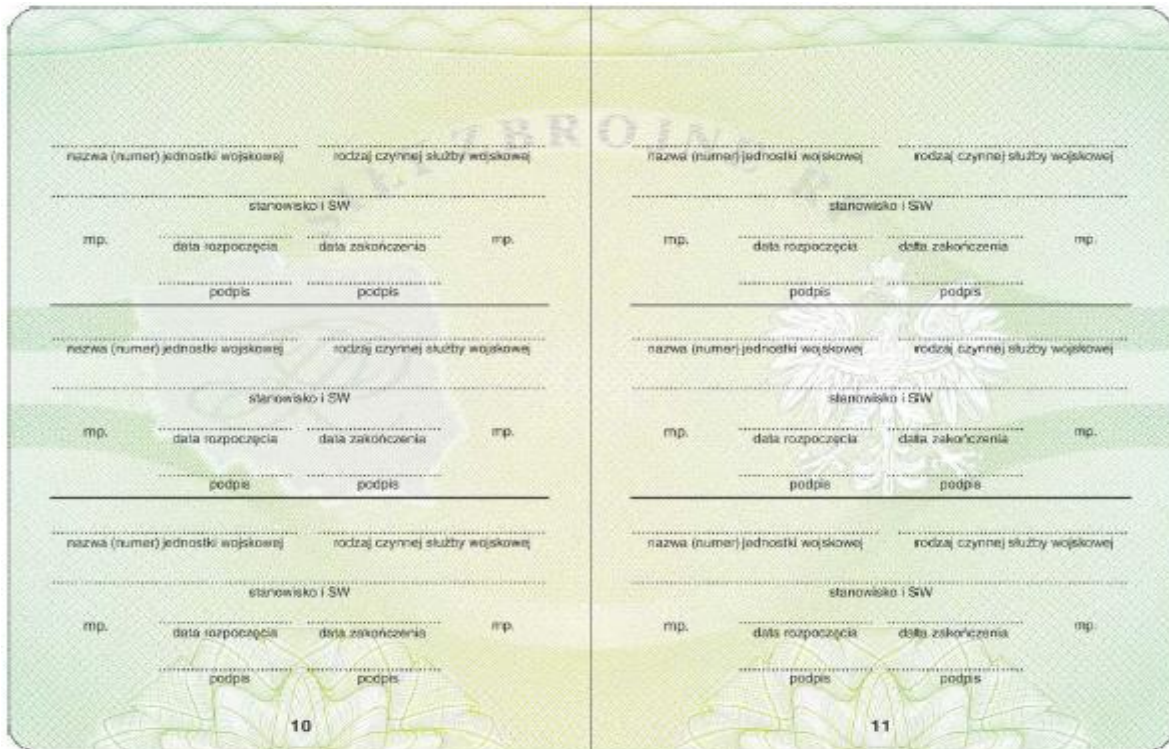 SIŁY ZBROJNE R
nazwa (numer) jednostki wojskowej rodzaj czynnej służby wojskowej
stanowisko i SW
mp. data rozpoczęcia data zakończenia mp.
podpis podpis
nazwa (numer) jednostki wojskowej rodzaj czynnej służby wojskowej
stanowisko i SW
mp. data rozpoczęcia data zakończenia mp.
podpis podpis
nazwa (numer) jednostki wojskowej rodzaj czynnej służby wojskowej
stanowisko i SW
mp. data rozpoczęcia data zakończenia mp.
podpis podpis
10
nazwa (numer) jednostki wojskowej rodzaj czynnej służby wojskowej
stanowisko i SW
mp. data rozpoczęcia data zakończenia mp.
podpis podpis
nazwa (numer) jednostki wojskowej rodzaj czynnej służby wojskowej
stanowisko i SW
mp. data rozpoczęcia data zakończenia mp.
podpis podpis
nazwa (numer) jednostki wojskowej rodzaj czynnej służby wojskowej
stanowisko i SW
mp. data rozpoczęcia data zakończenia mp.
podpis podpis
11